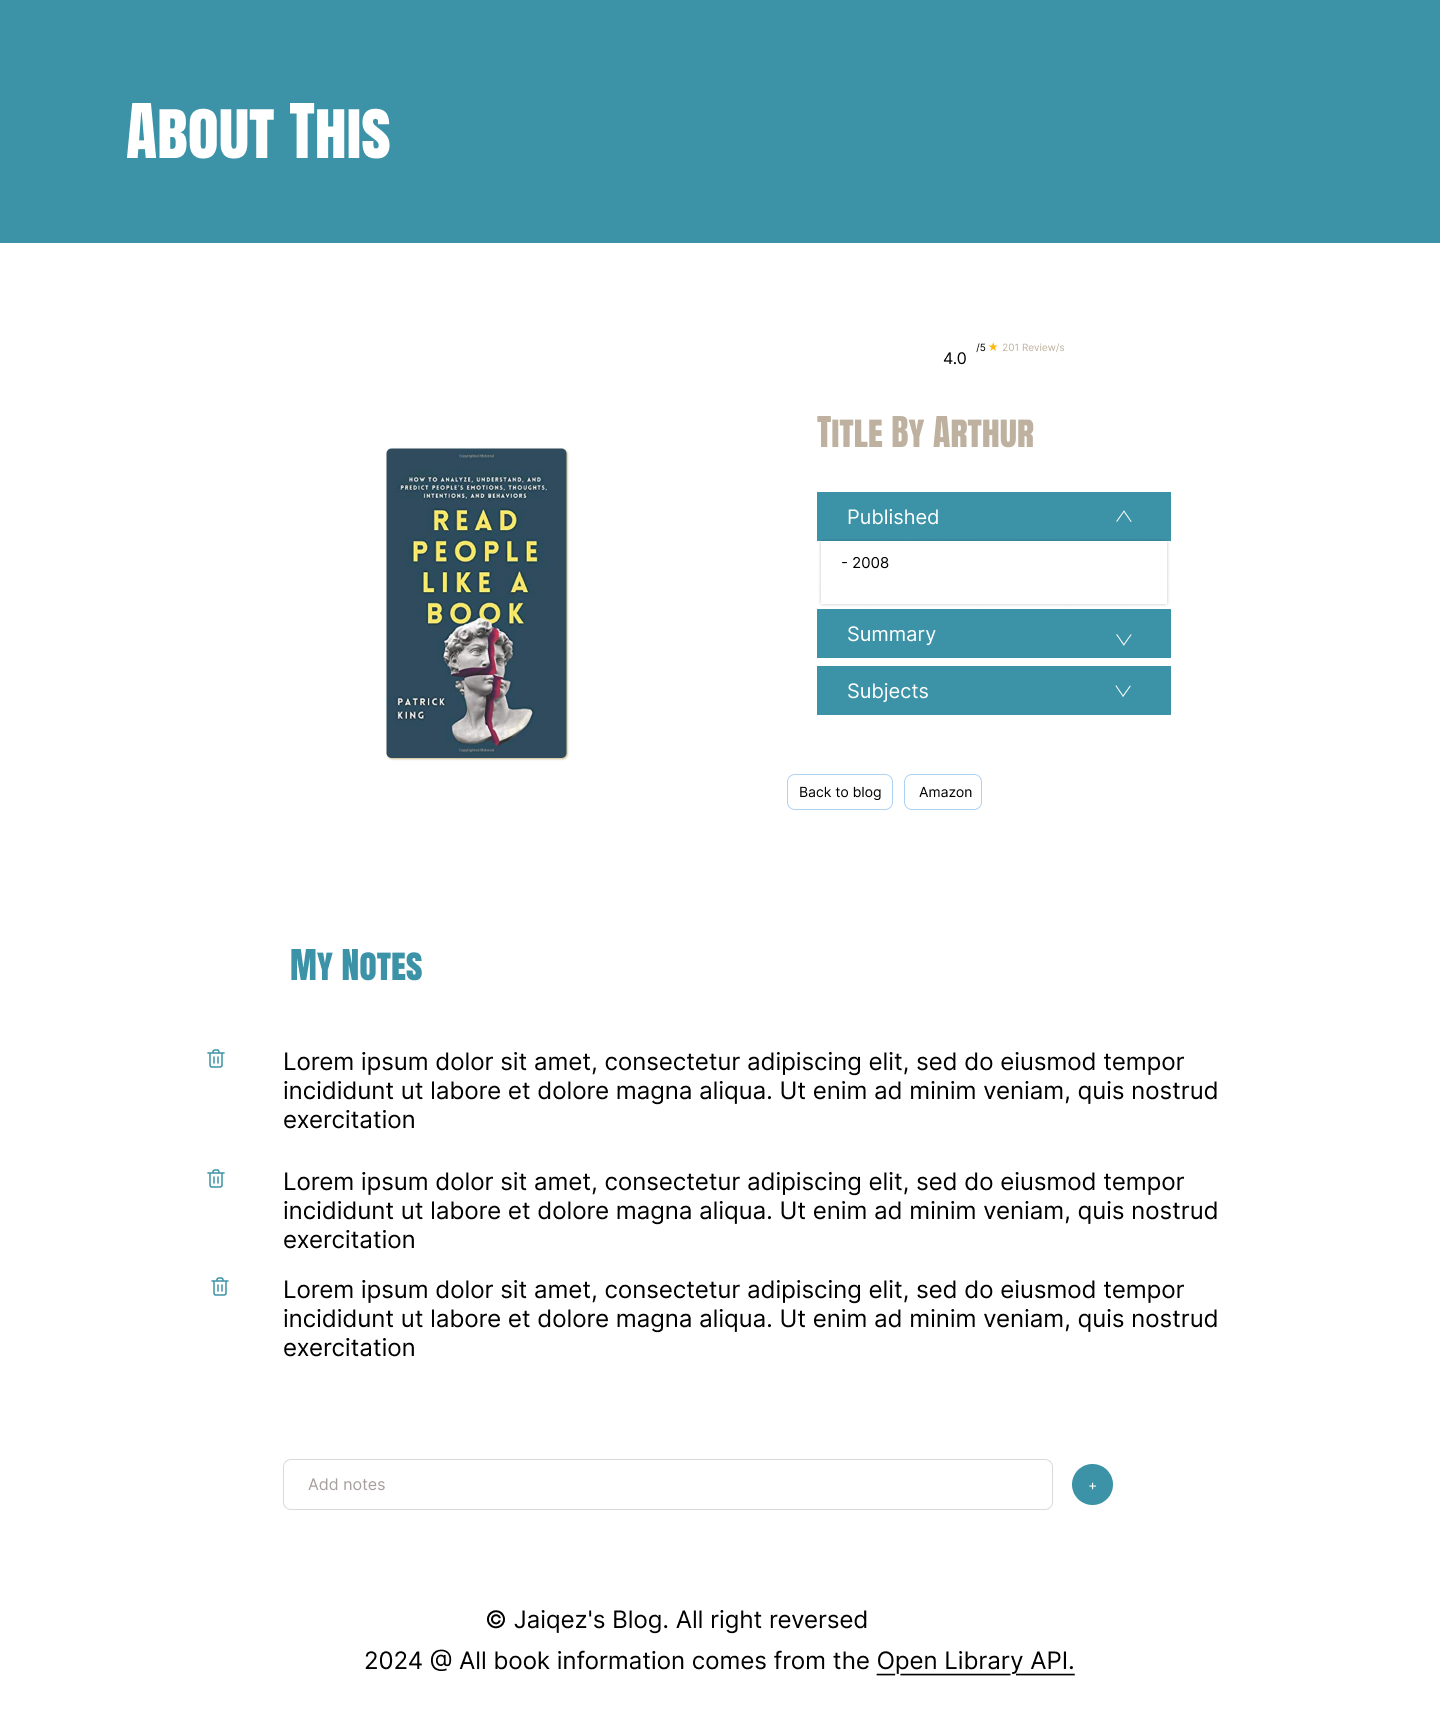 About This
4.0 /5 ★ 201 Review/s
Title By Arthur
HOW TO ANALYZE, UNDERSTAND, AND
PREDICT PEOPLE'S EMOTIONS, THOUGHTS,
INTENTIONS, AND BEHAVIORS
READ
PEOPLE
LIKE A
BOOK
PATRICK
KING
Published
- 2008
Summary
Subjects
Back to blog
Amazon
My Notes
Lorem ipsum dolor sit amet, consectetur adipiscing elit, sed do eiusmod tempor
incididunt ut labore et dolore magna aliqua. Ut enim ad minim veniam, quis nostrud
exercitation
Lorem ipsum dolor sit amet, consectetur adipiscing elit, sed do eiusmod tempor
incididunt ut labore et dolore magna aliqua. Ut enim ad minim veniam, quis nostrud
exercitation
Lorem ipsum dolor sit amet, consectetur adipiscing elit, sed do eiusmod tempor
incididunt ut labore et dolore magna aliqua. Ut enim ad minim veniam, quis nostrud
exercitation
Add notes
+
© Jaiqez's Blog. All right reversed
2024 @ All book information comes from the Open Library API.